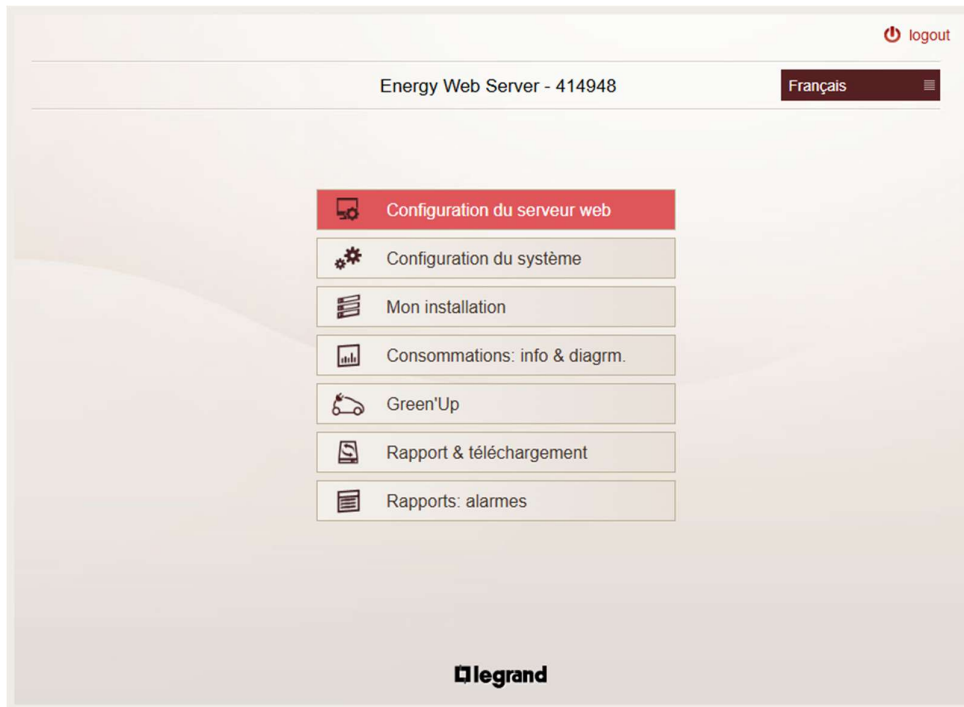 logout
Energy Web Server - 414948
Français
Configuration du serveur web
Configuration du système
Mon installation
Consommations: info & diagrm.
Green'Up
Rapport & téléchargement
Rapports: alarmes
legrand